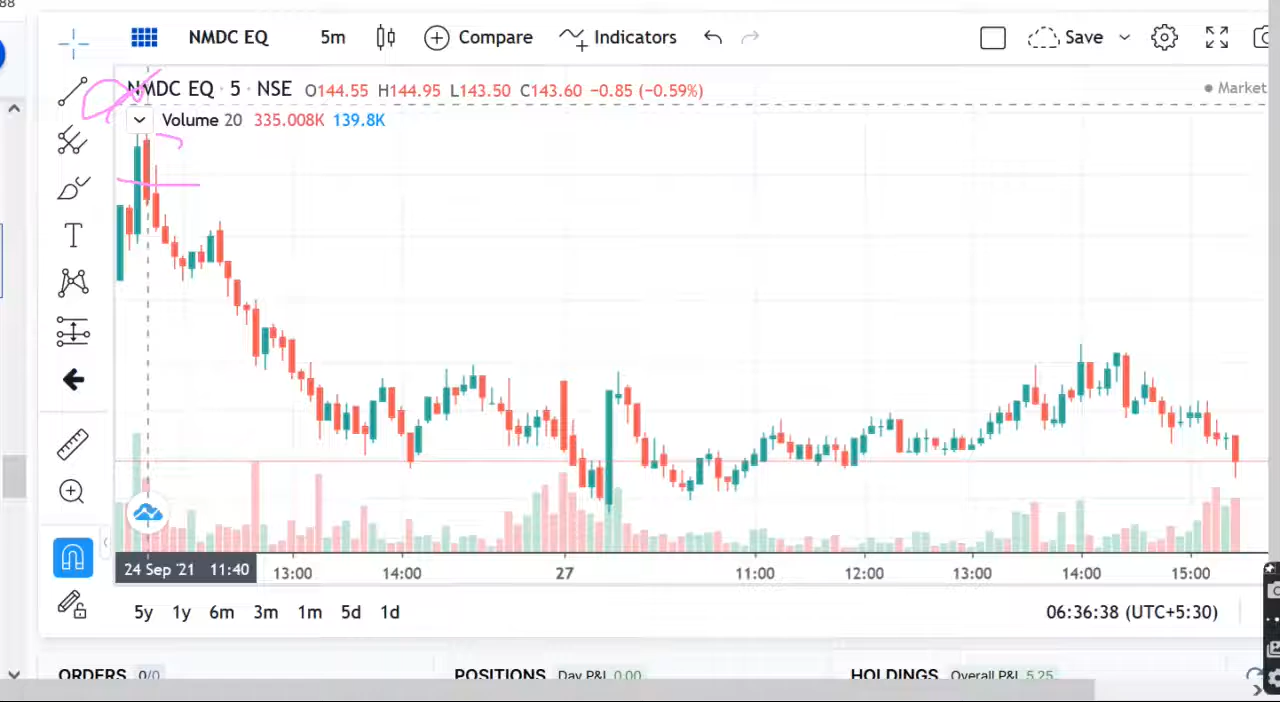 88
NMDC EQ 5m Compare Indicators Save
NMDC EQ · 5 · NSE O144.55 H144.95 L143.50 C143.60 −0.85 (−0.59%) Market
Volume 20 335.008K 139.8K
24 Sep '21 11:40 13:00 14:00 27 11:00 12:00 13:00 14:00 15:00
5y 1y 6m 3m 1m 5d 1d 06:36:38 (UTC+5:30)
ORDERS 0/0 POSITIONS Day P&L 0.00 HOLDINGS Overall P&L 5.25